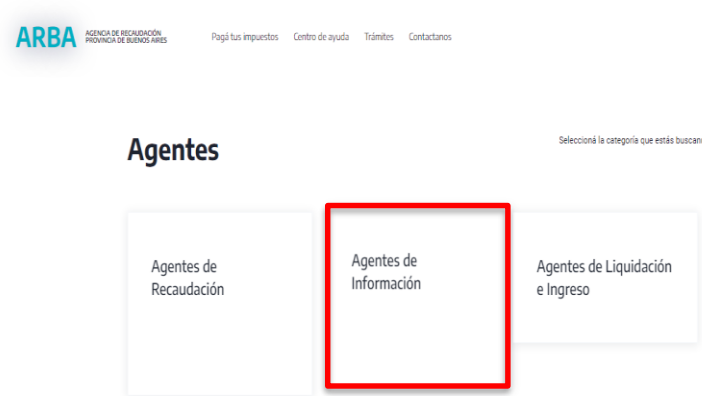 ARBA
AGENCIA DE RECAUDACIÓN
PROVINCIA DE BUENOS AIRES
Pagá tus impuestos Centro de ayuda Trámites Contactanos
Agentes
Seleccioná la categoría que estás buscand
Agentes de
Recaudación
Agentes de
Información
Agentes de Liquidación
e Ingreso